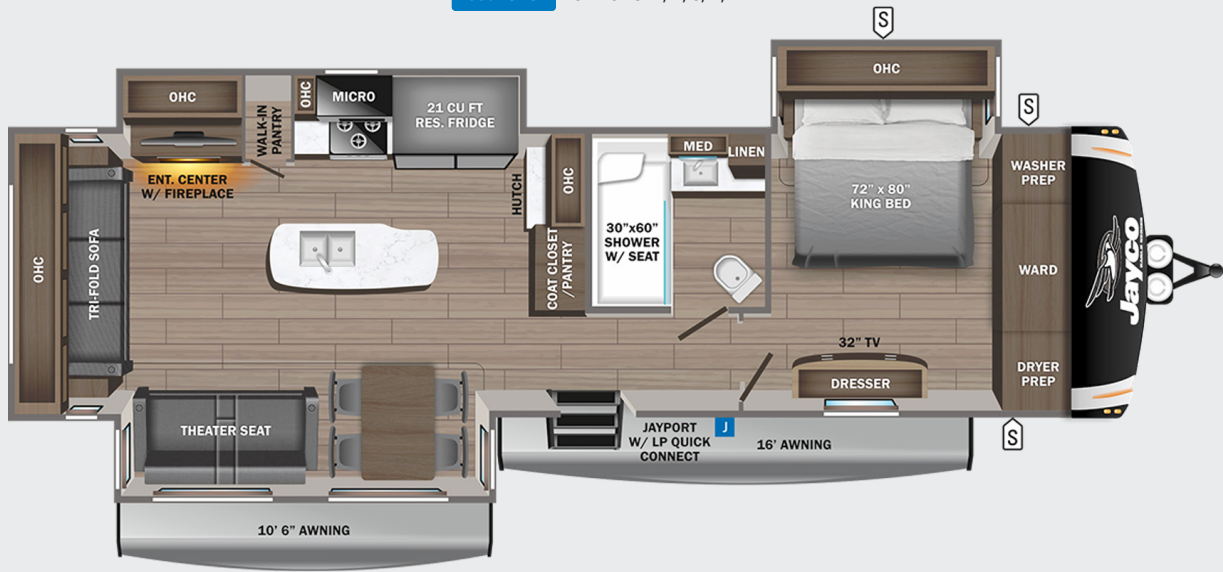 S
OHC
OHC
OHC
MICRO
21 CU FT
RES. FRIDGE
WALK-IN
PANTRY
ENT. CENTER
W/ FIREPLACE
HUTCH
OHC
COAT CLOSET
/PANTRY
MED
LINEN
30"x60"
SHOWER
W/ SEAT
72" x 80"
KING BED
S
WASHER
PREP
WARD
DRYER
PREP
Jayco
OHC
TRI-FOLD SOFA
32" TV
DRESSER
THEATER SEAT
JAYPORT
W/ LP QUICK
CONNECT
J
16' AWNING
S
10' 6" AWNING